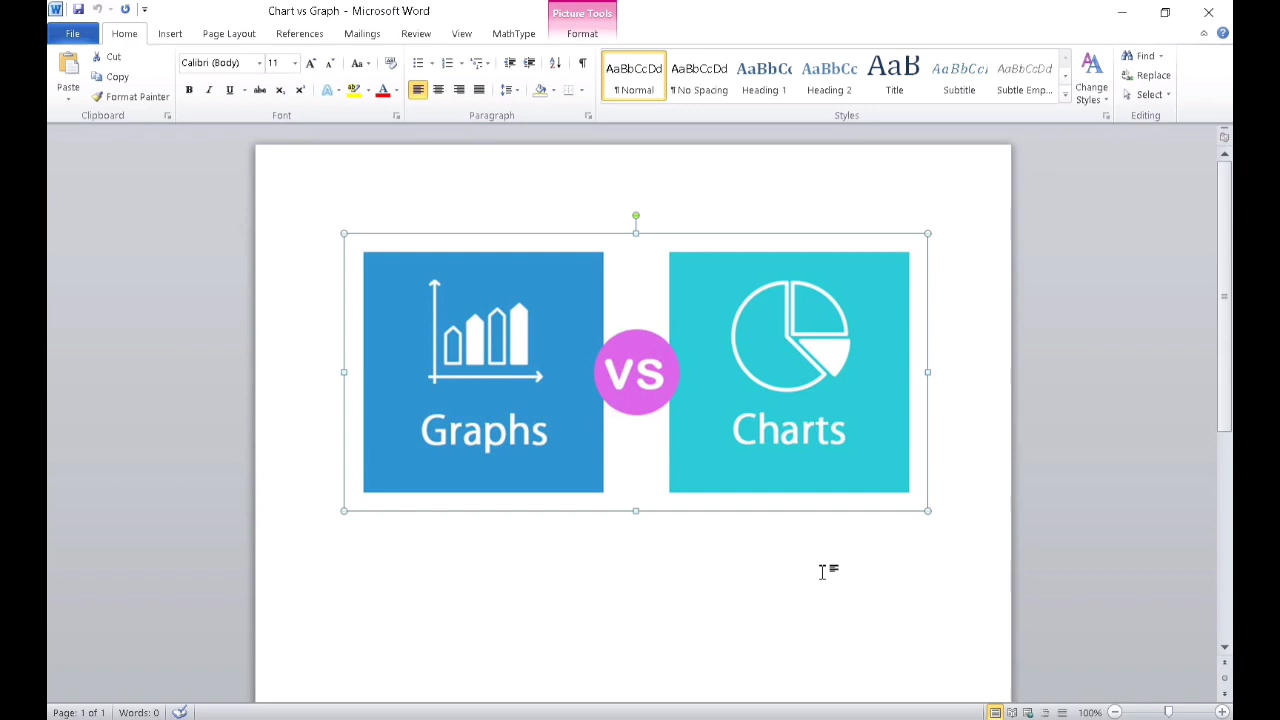 W
Chart vs Graph - Microsoft Word
Picture Tools
File Home Insert Page Layout References Mailings Review View MathType Format
Paste
Cut
Copy
Format Painter
Clipboard
Calibri (Body) 11
B I U abc X₂ X²
Font
Paragraph
AaBbCcDd AaBbCcDd AaBbCc AaBbCc AaB AaBbCcI AaBbCcDd
¶ Normal ¶ No Spacing Heading 1 Heading 2 Title Subtitle Subtle Emp...
Styles
Change
Styles
Find
Replace
Select
Editing
Graphs
VS
Charts
Page: 1 of 1 Words: 0 100%